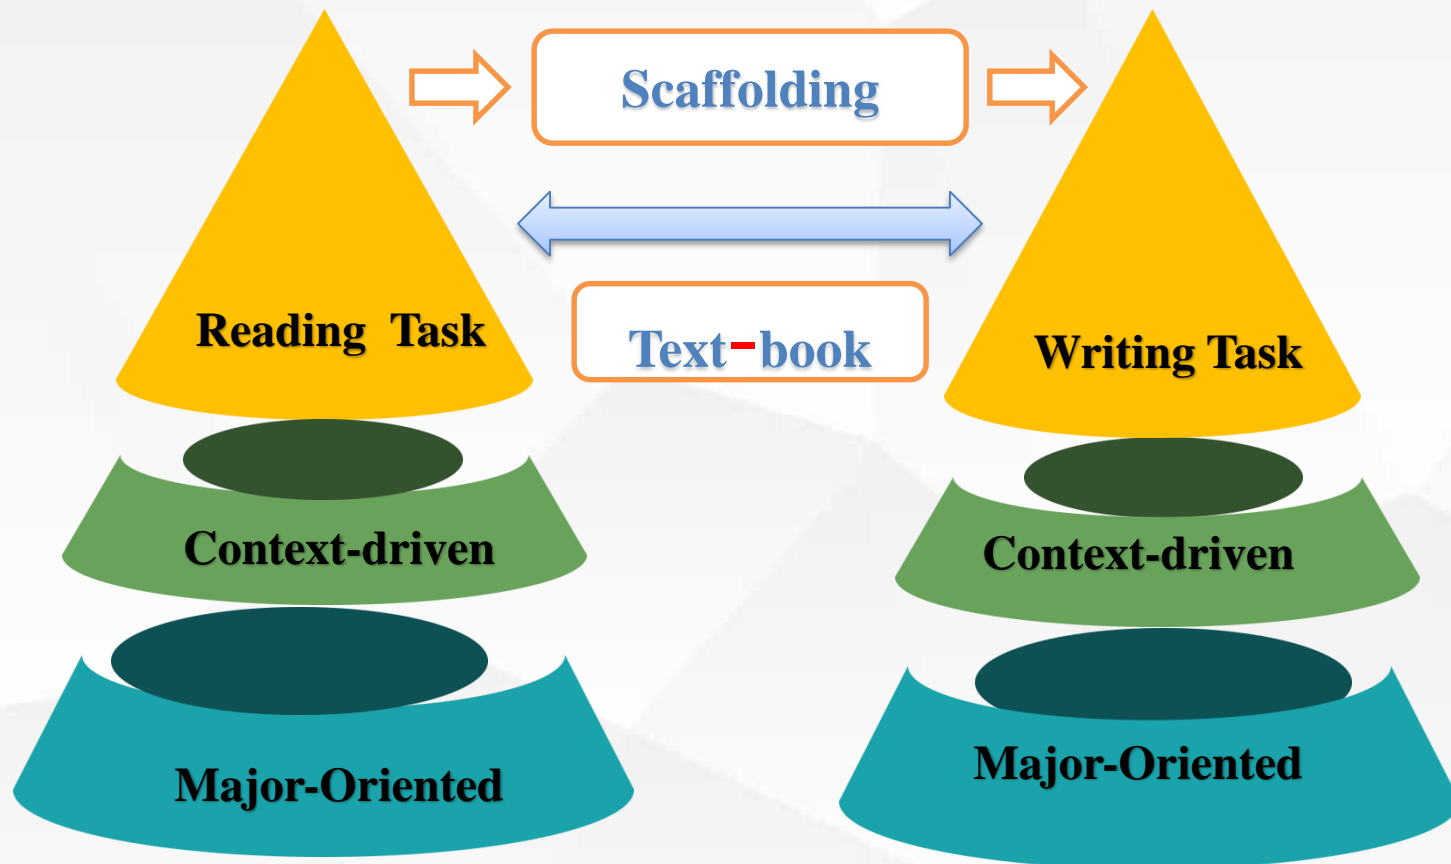 Scaffolding
Reading Task
Text-book
Writing Task
Context-driven
Context-driven
Major-Oriented
Major-Oriented